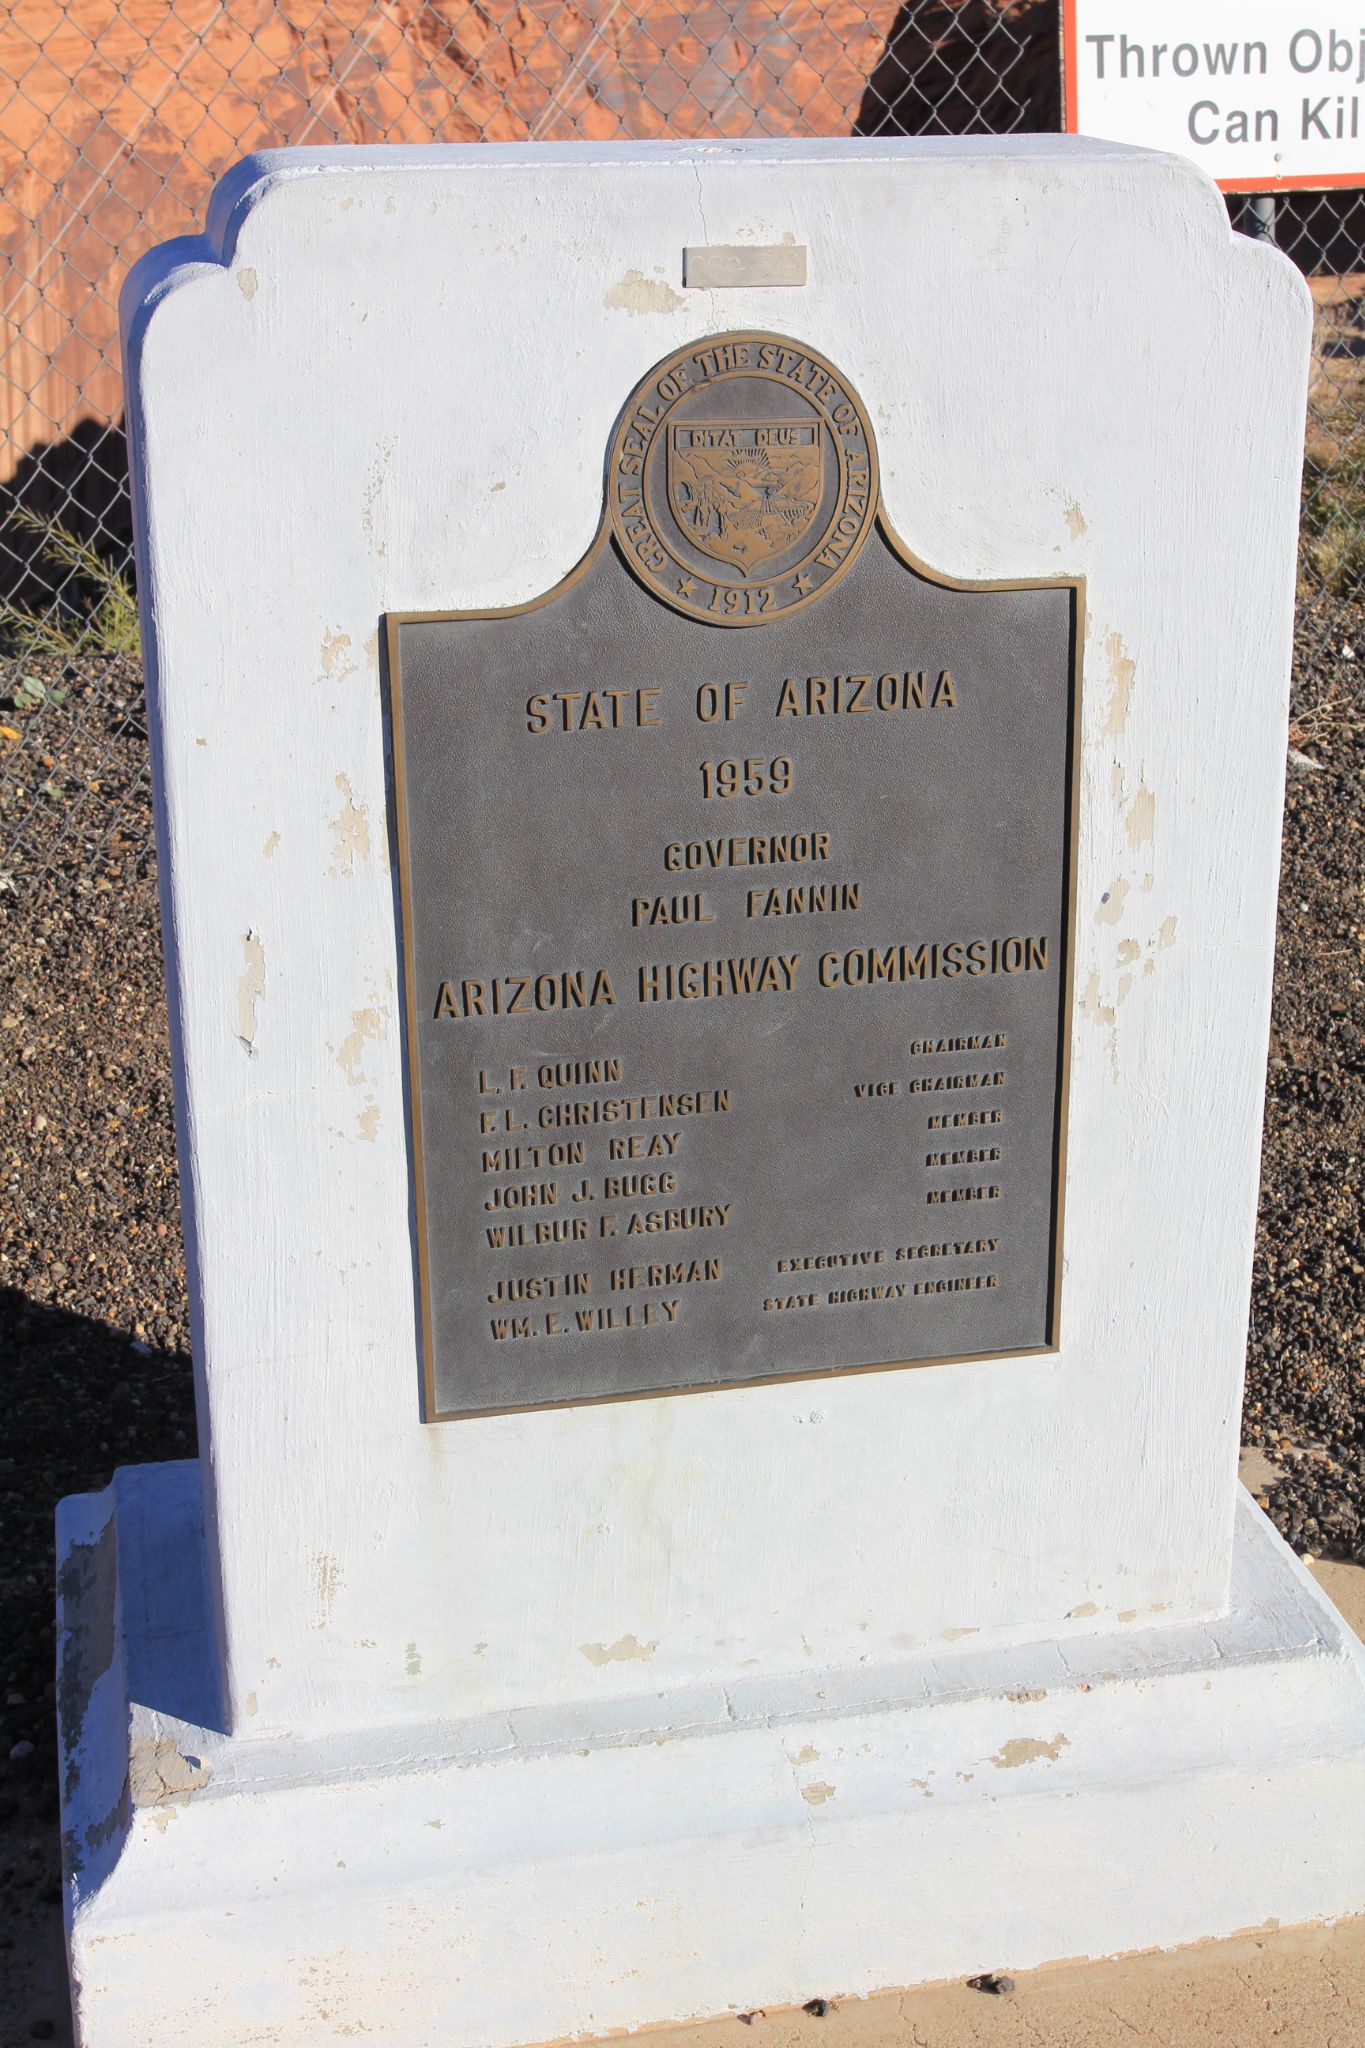 Thrown Obj
Can Kil
GREAT SEAL OF THE STATE OF ARIZONA
DITAT DEUS
1912
STATE OF ARIZONA
1959
GOVERNOR
PAUL FANNIN
ARIZONA HIGHWAY COMMISSION
L. F. QUINN CHAIRMAN
F. L. CHRISTENSEN VICE CHAIRMAN
MILTON REAY MEMBER
JOHN J. BUGG MEMBER
WILBUR F. ASBURY MEMBER
JUSTIN HERMAN EXECUTIVE SECRETARY
WM. E. WILLEY STATE HIGHWAY ENGINEER